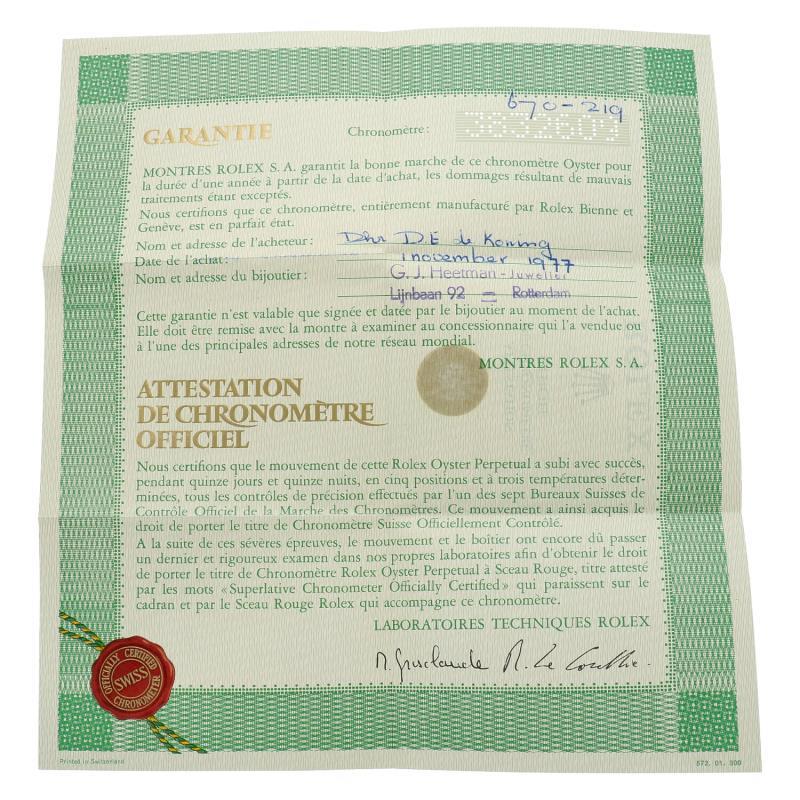 670-219
GARANTIE Chronomètre:
MONTRES ROLEX S. A. garantit la bonne marche de ce chronomètre Oyster pour
la durée d'une année à partir de la date d'achat, les dommages résultant de mauvais
traitements étant exceptés.
Nous certifions que ce chronomètre, entièrement manufacturé par Rolex Bienne et
Genève, est en parfait état.
Nom et adresse de l'acheteur: Dhr D.E de Koning
Date de l'achat: 1 november 1977
Nom et adresse du bijoutier: G. J. Heetman - Juwelier
Lijnbaan 92 = Rotterdam
Cette garantie n'est valable que signée et datée par le bijoutier au moment de l'achat.
Elle doit être remise avec la montre à examiner au concessionnaire qui l'a vendue ou
à l'une des principales adresses de notre réseau mondial.
MONTRES ROLEX S. A.
ATTESTATION
DE CHRONOMÈTRE
OFFICIEL
Nous certifions que le mouvement de cette Rolex Oyster Perpetual a subi avec succès,
pendant quinze jours et quinze nuits, en cinq positions et à trois températures déter-
minées, tous les contrôles de précision effectués par l'un des sept Bureaux Suisses de
Contrôle Officiel de la Marche des Chronomètres. Ce mouvement a ainsi acquis le
droit de porter le titre de Chronomètre Suisse Officiellement Contrôlé.
A la suite de ces sévères épreuves, le mouvement et le boîtier ont encore dû passer
un dernier et rigoureux examen dans nos propres laboratoires afin d'obtenir le droit
de porter le titre de Chronomètre Rolex Oyster Perpetual à Sceau Rouge, titre attesté
par les mots «Superlative Chronometer Officially Certified» qui paraissent sur le
cadran et par le Sceau Rouge Rolex qui accompagne ce chronomètre.
LABORATOIRES TECHNIQUES ROLEX
OFFICIALLY CERTIFIED
SWISS
CHRONOMETER
Printed in Switzerland
572. 01. 300